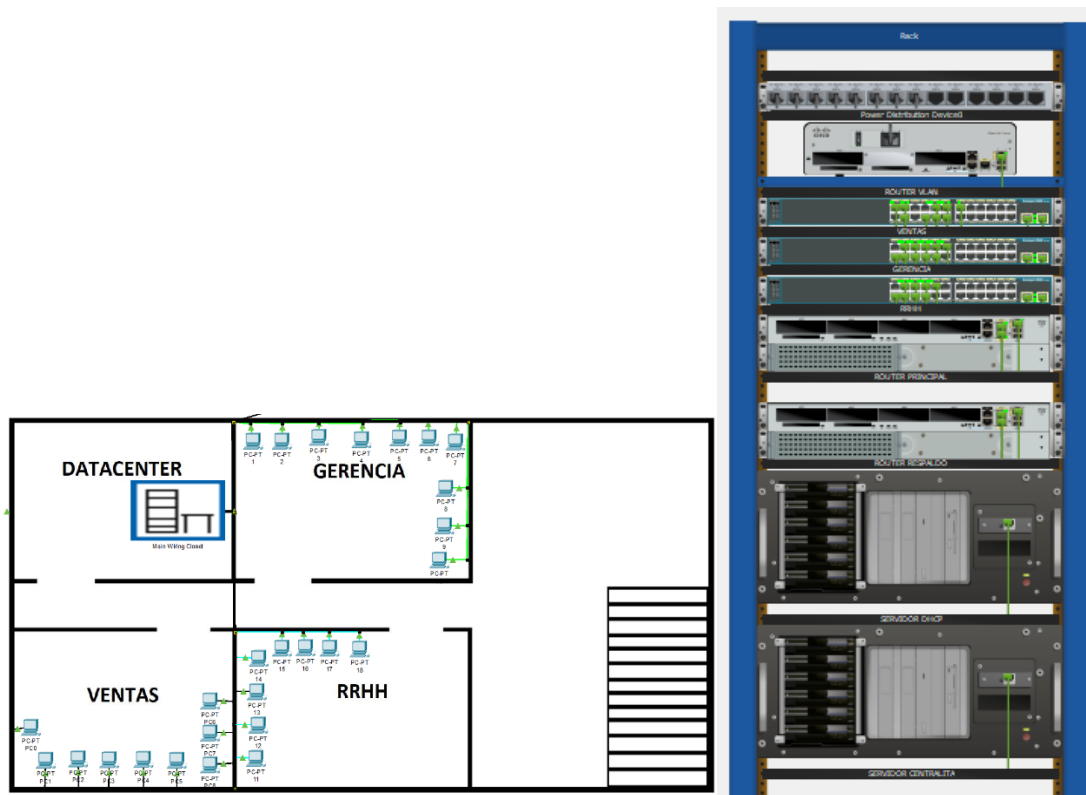 DATACENTER
Main Wiring Closet
GERENCIA
PC-PT
1
PC-PT
2
PC-PT
3
PC-PT
4
PC-PT
5
PC-PT
6
PC-PT
7
PC-PT
8
PC-PT
9
PC-PT
VENTAS
PC-PT
PC0
PC-PT
PC1
PC-PT
PC2
PC-PT
PC3
PC-PT
PC4
PC-PT
PC5
PC-PT
PC6
PC-PT
PC7
PC-PT
PC8
RRHH
PC-PT
14
PC-PT
13
PC-PT
12
PC-PT
11
PC-PT
15
PC-PT
16
PC-PT
17
PC-PT
18
Rack
Power Distribution Device0
ROUTER VLAN
VENTAS
GERENCIA
RRHH
ROUTER PRINCIPAL
ROUTER RESPALDO
SERVIDOR DHCP
SERVIDOR CENTRALITA